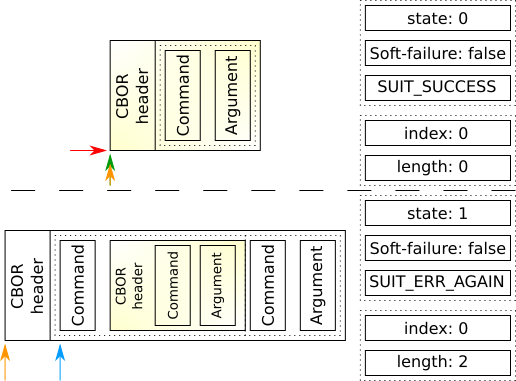 CBOR
header
Command
Argument
state: 0
Soft-failure: false
SUIT_SUCCESS
index: 0
length: 0
CBOR
header
Command
CBOR
header
Command
Argument
Command
Argument
state: 1
Soft-failure: false
SUIT_ERR_AGAIN
index: 0
length: 2